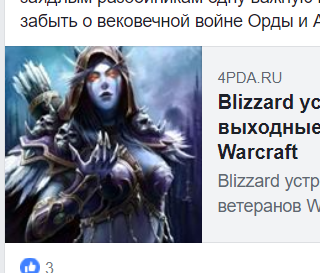 забыть о вековечной войне Орды и А
4PDA.RU
Blizzard ус
выходные
Warcraft
Blizzard устр
ветеранов W
3